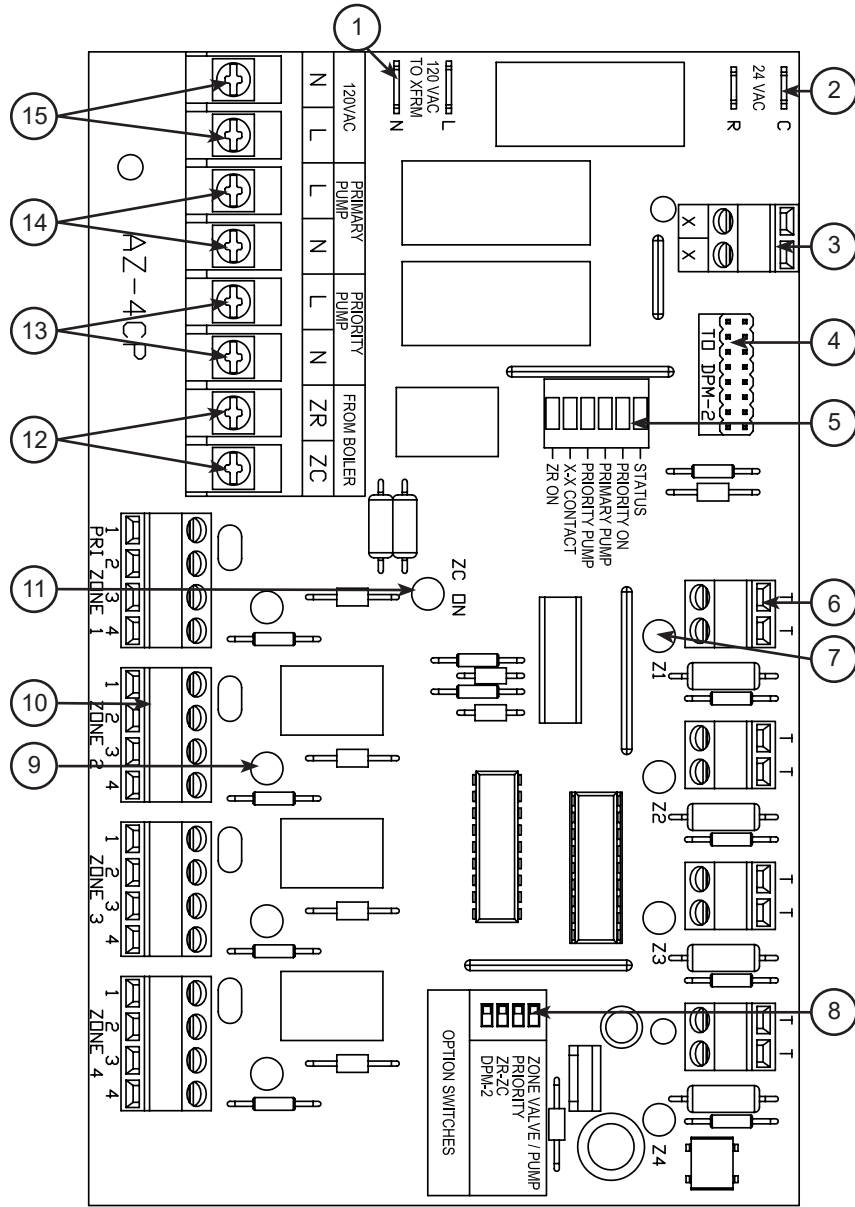 1
2
3
4
5
6
7
8
9
10
11
12
13
14
15
120VAC
N
L
PRIMARY
PUMP
L
N
PRIORITY
PUMP
L
N
FROM BOILER
ZR
ZC
AZ-4CP
120 VAC
TO XFRM
L
N
24 VAC
C
R
X
X
TO DPM-2
STATUS
PRIORITY ON
PRIMARY PUMP
PRIORITY PUMP
X-X CONTACT
ZR ON
ZC ON
T
T
Z1
T
T
Z2
T
T
Z3
T
T
Z4
1
2
3
4
PRI ZONE 1
1
2
3
4
ZONE 2
1
2
3
4
ZONE 3
1
2
3
4
ZONE 4
ZONE VALVE / PUMP
PRIORITY
ZR-ZC
DPM-2
OPTION SWITCHES